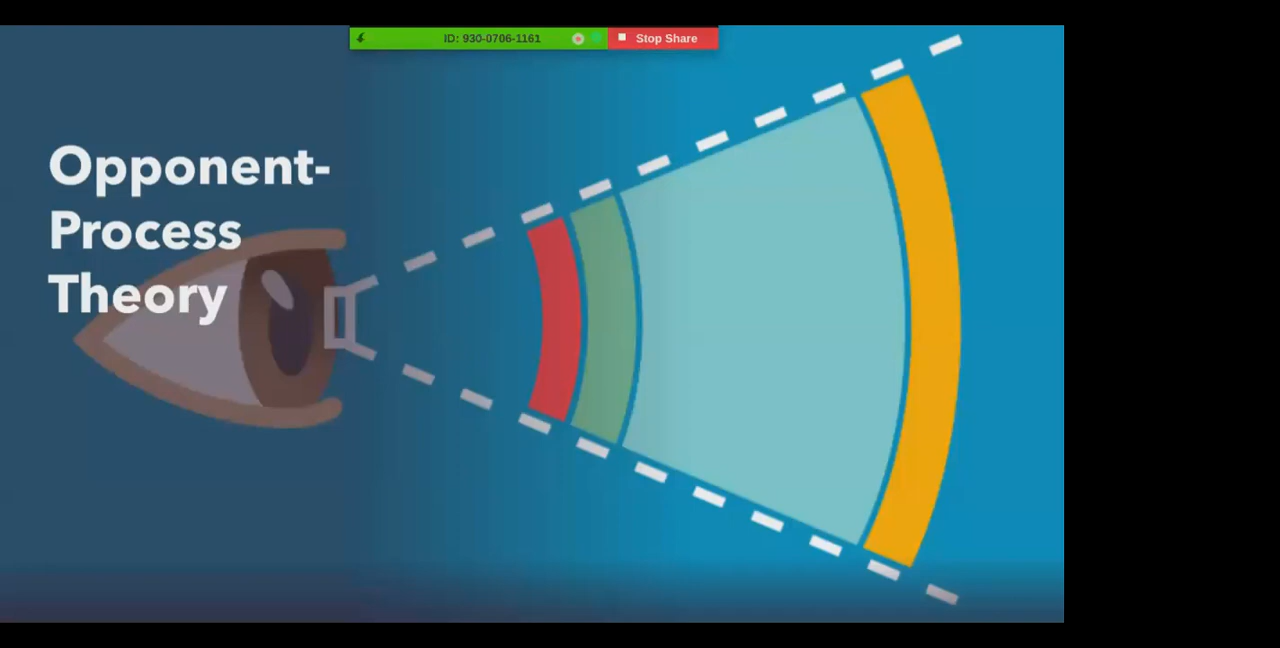 ID: 930-0706-1161
Stop Share
Opponent-
Process
Theory